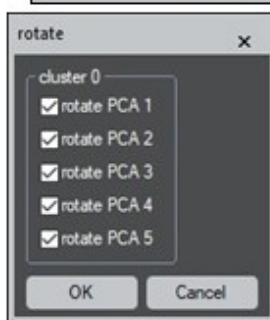 rotate
cluster 0
rotate PCA 1
rotate PCA 2
rotate PCA 3
rotate PCA 4
rotate PCA 5
OK Cancel